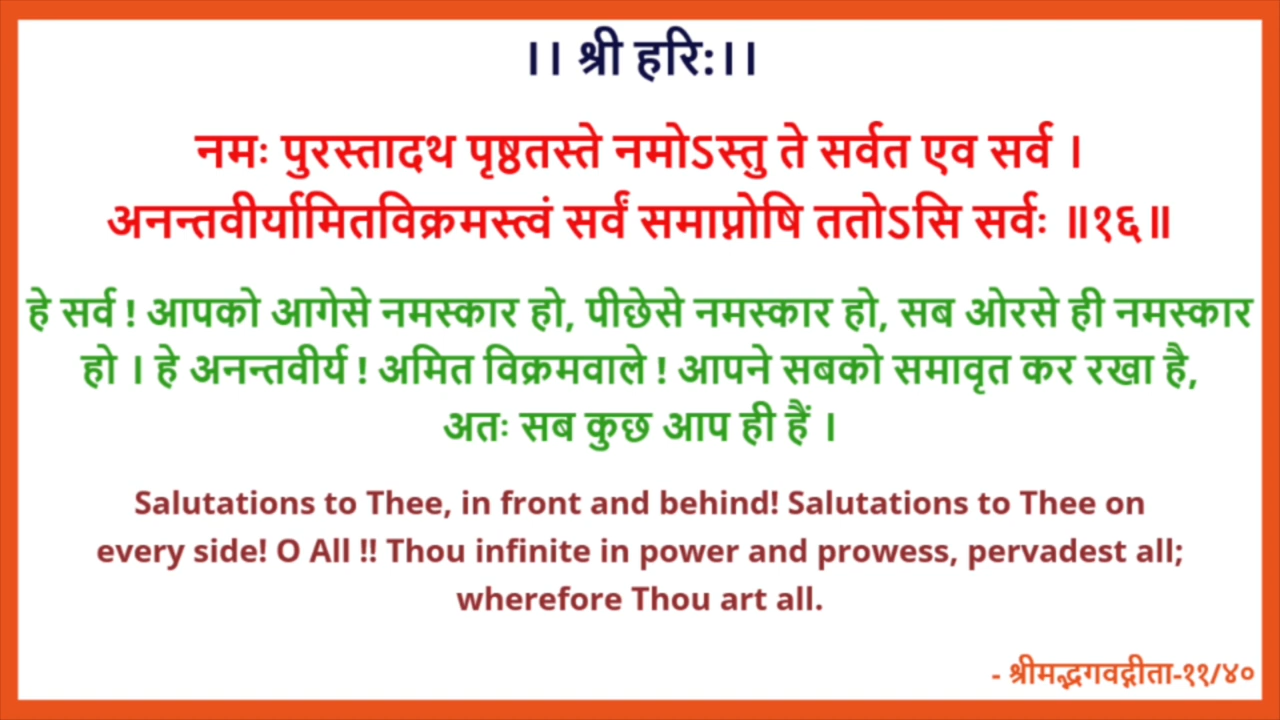 ।। श्री हरि:।।
नमः पुरस्तादथ पृष्ठतस्ते नमोऽस्तु ते सर्वत एव सर्व ।
अनन्तवीर्यामितविक्रमस्त्वं सर्वं समाप्नोषि ततोऽसि सर्वः ॥१६॥
हे सर्व ! आपको आगेसे नमस्कार हो, पीछेसे नमस्कार हो, सब ओरसे ही नमस्कार
हो । हे अनन्तवीर्य ! अमित विक्रमवाले ! आपने सबको समावृत कर रखा है,
अतः सब कुछ आप ही हैं ।
Salutations to Thee, in front and behind! Salutations to Thee on
every side! O All !! Thou infinite in power and prowess, pervadest all;
wherefore Thou art all.
- श्रीमद्भगवद्गीता-११/४०